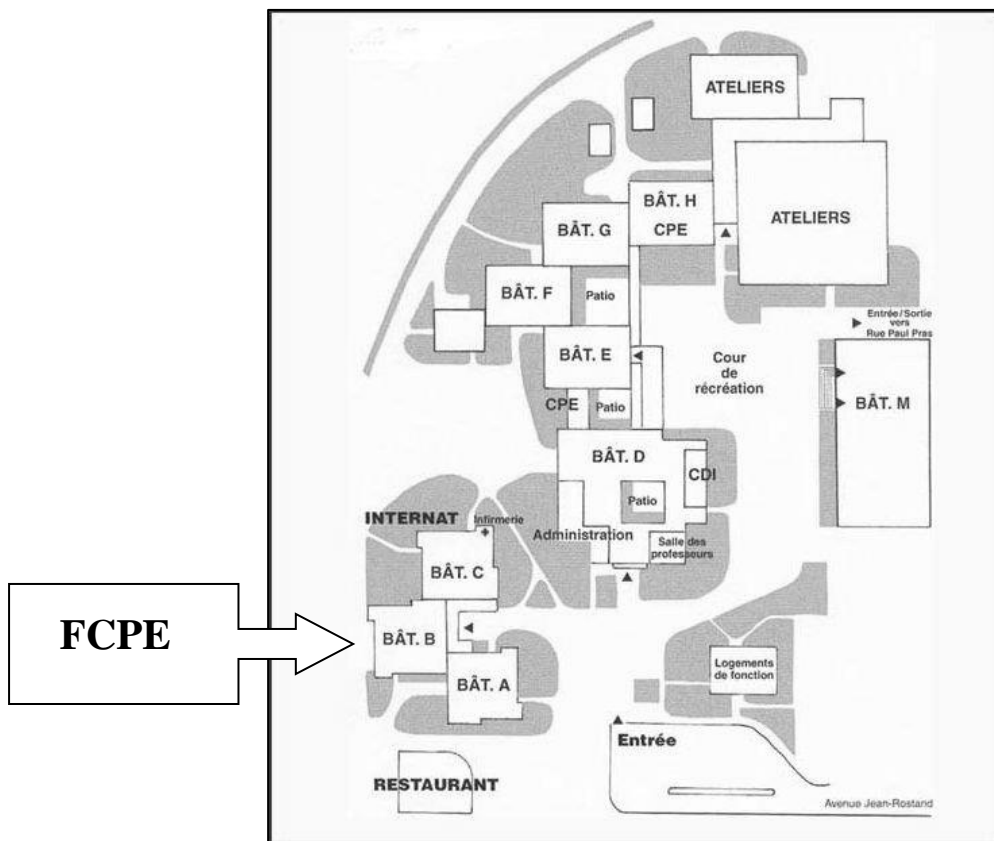 ATELIERS
BÂT. H
CPE
ATELIERS
BÂT. G
BÂT. F
Patio
Entrée/Sortie
vers
Rue Paul Pras
BÂT. E
Cour
de
récréation
CPE
Patio
BÂT. M
BÂT. D
CDI
Patio
INTERNAT
Infirmerie
Administration
Salle des
professeurs
BÂT. C
FCPE
BÂT. B
BÂT. A
Logements
de fonction
Entrée
RESTAURANT
Avenue Jean-Rostand